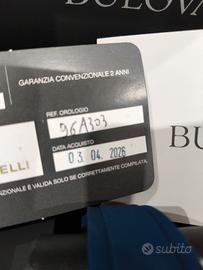 BULOVA
GARANZIA CONVENZIONALE 2 ANNI
REF. OROLOGIO
96A303
ELLI
DATA ACQUISTO
03.04.2026
NZIONALE È VALIDA SOLO SE CORRETTAMENTE COMPILATA.
BU
subito